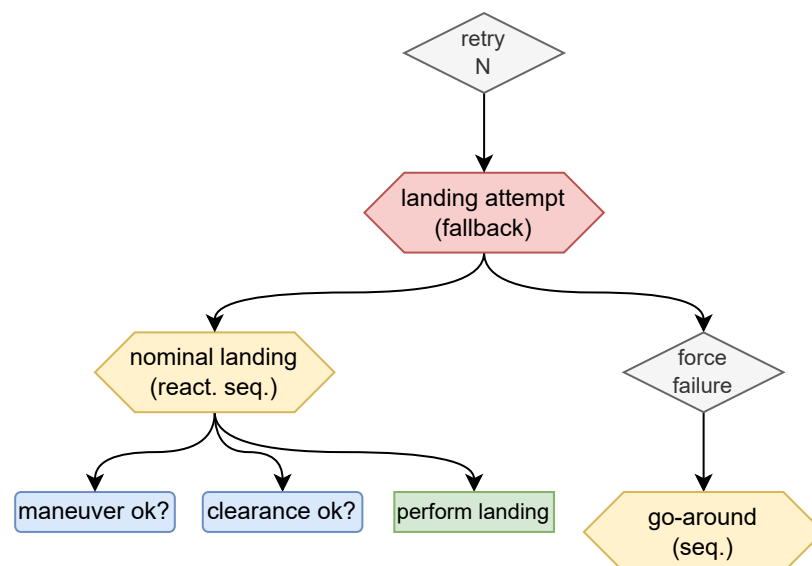 retry
N
landing attempt
(fallback)
nominal landing
(react. seq.)
force
failure
maneuver ok?
clearance ok?
perform landing
go-around
(seq.)